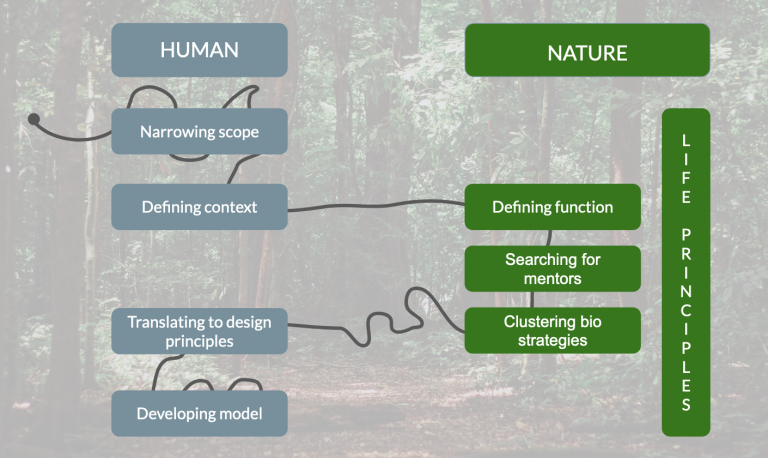 HUMAN
NATURE
Narrowing scope
Defining context
Defining function
Searching for
mentors
Translating to design
principles
Clustering bio
strategies
Developing model
LIFE PRINCIPLES